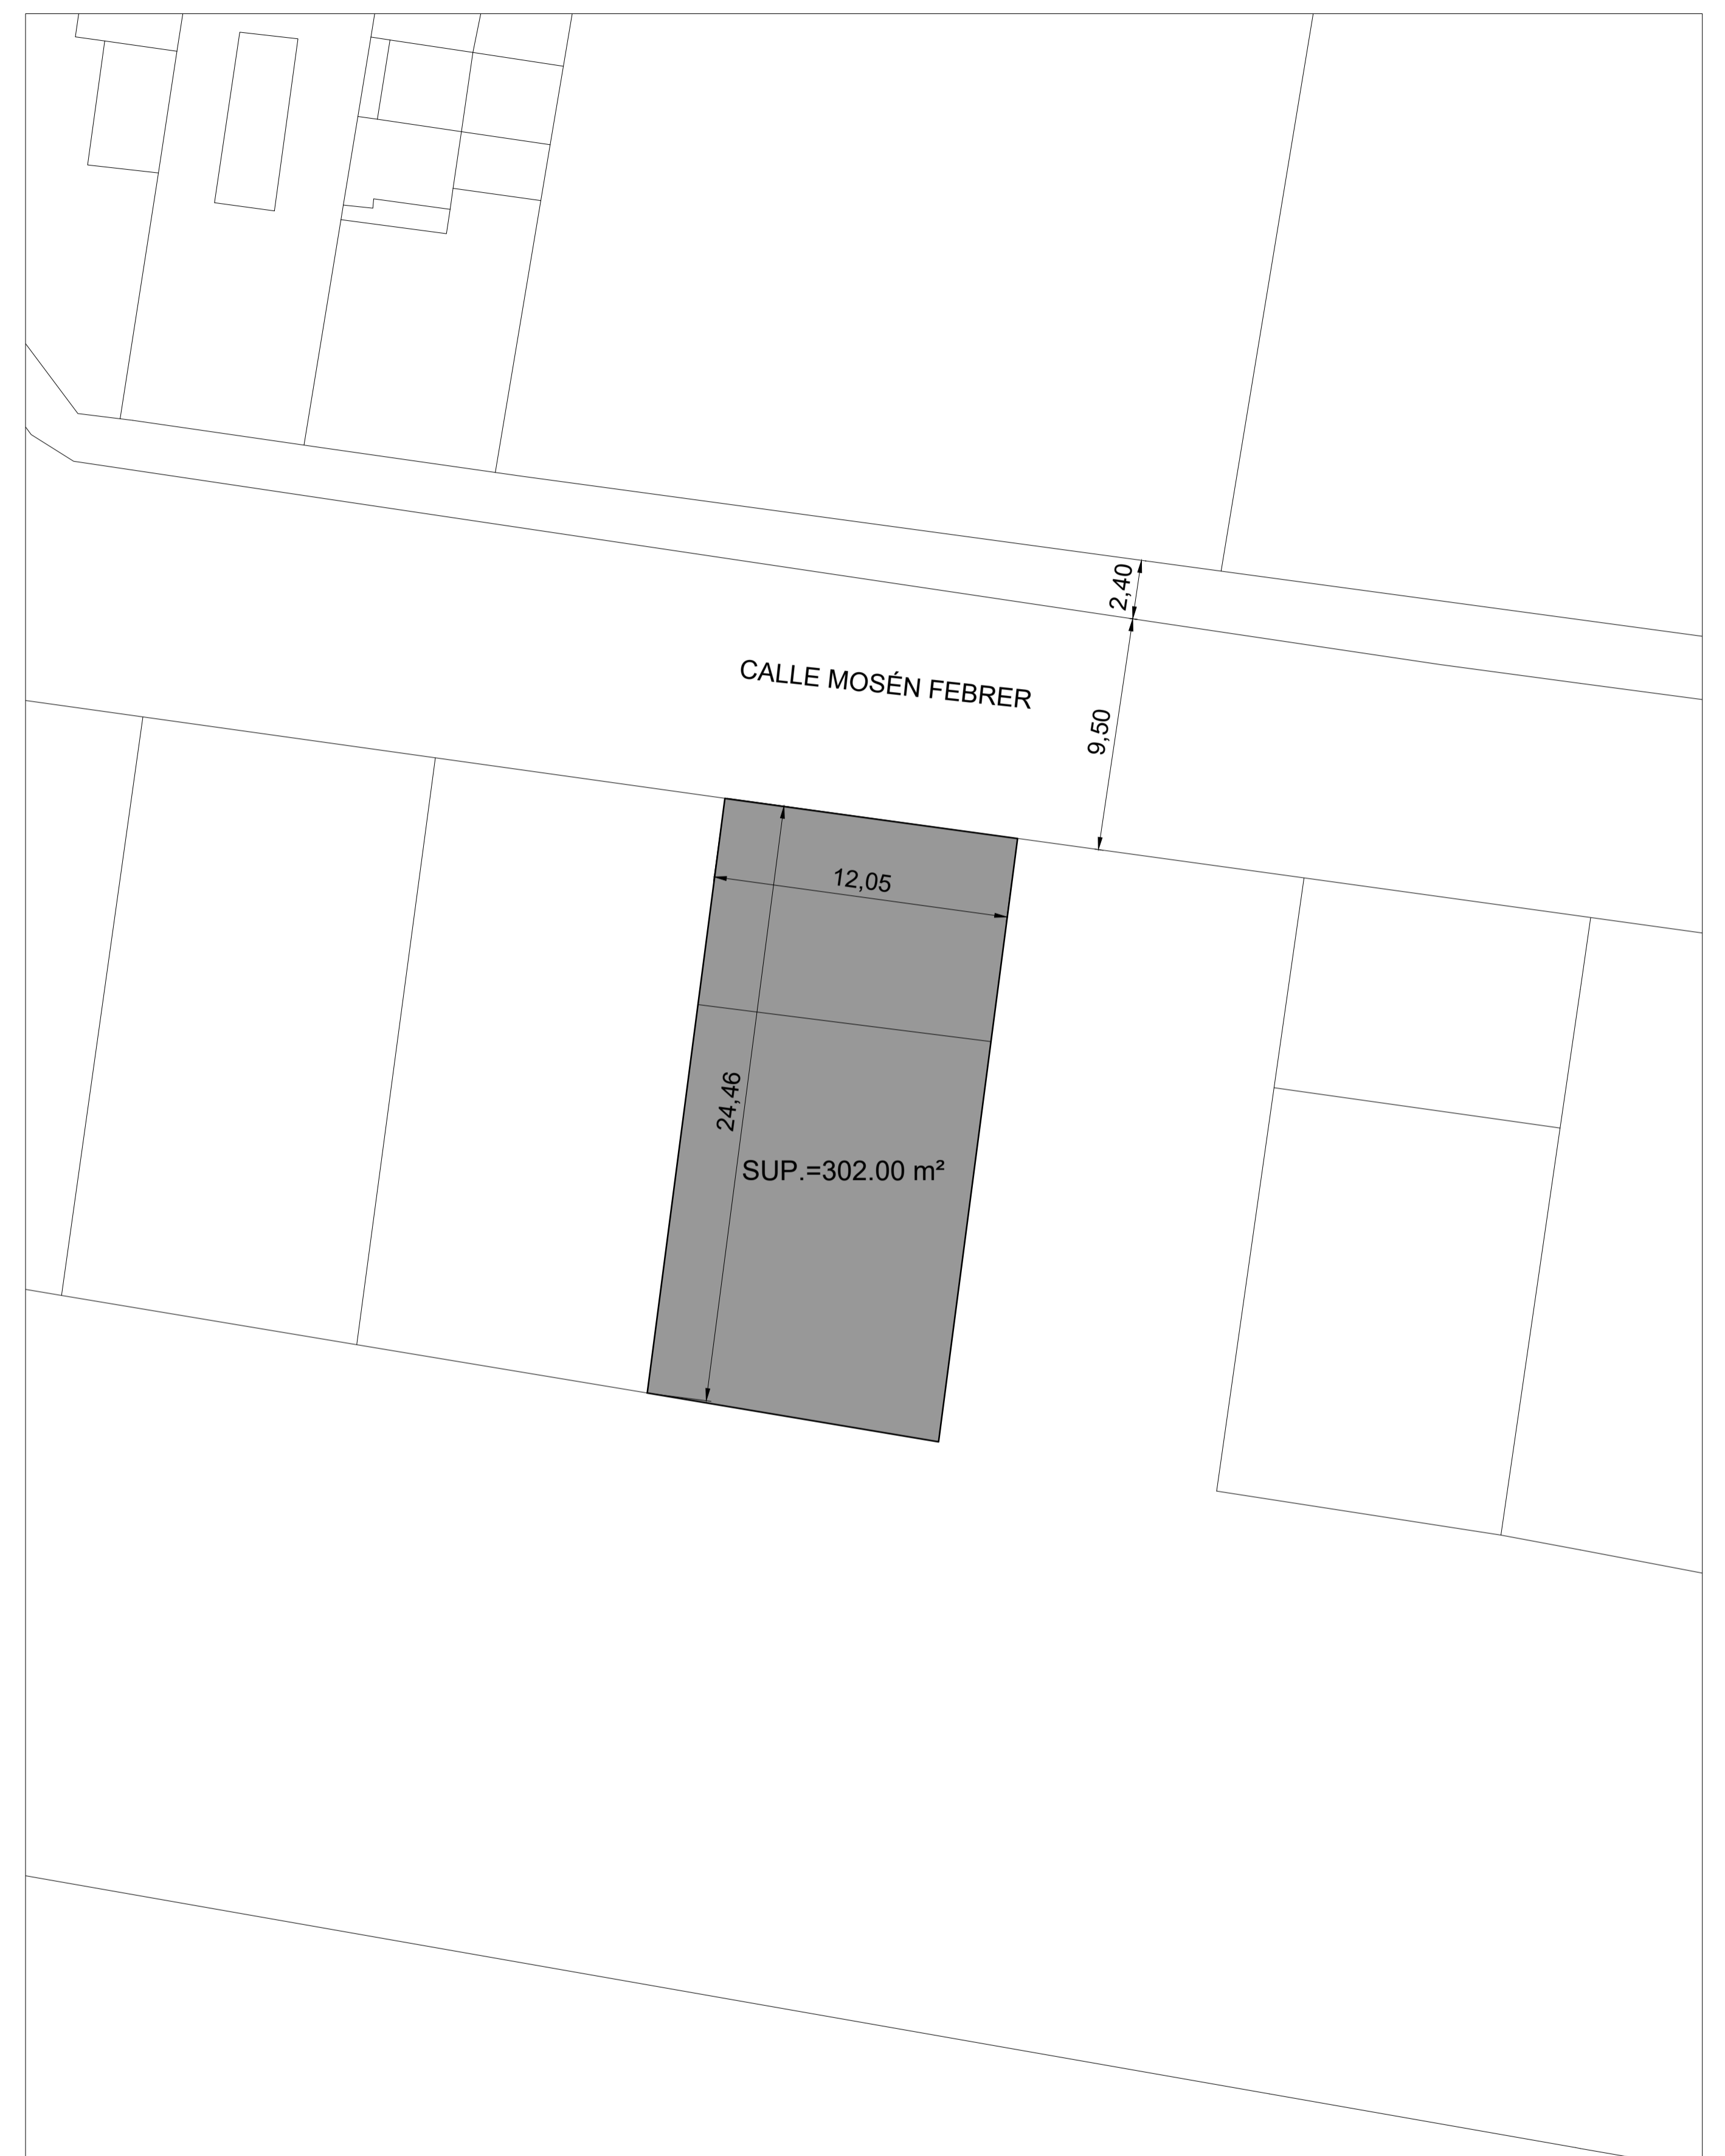 2,40
CALLE MOSÉN FEBRER
9,50
12,05
24,46
SUP.=302.00 m²